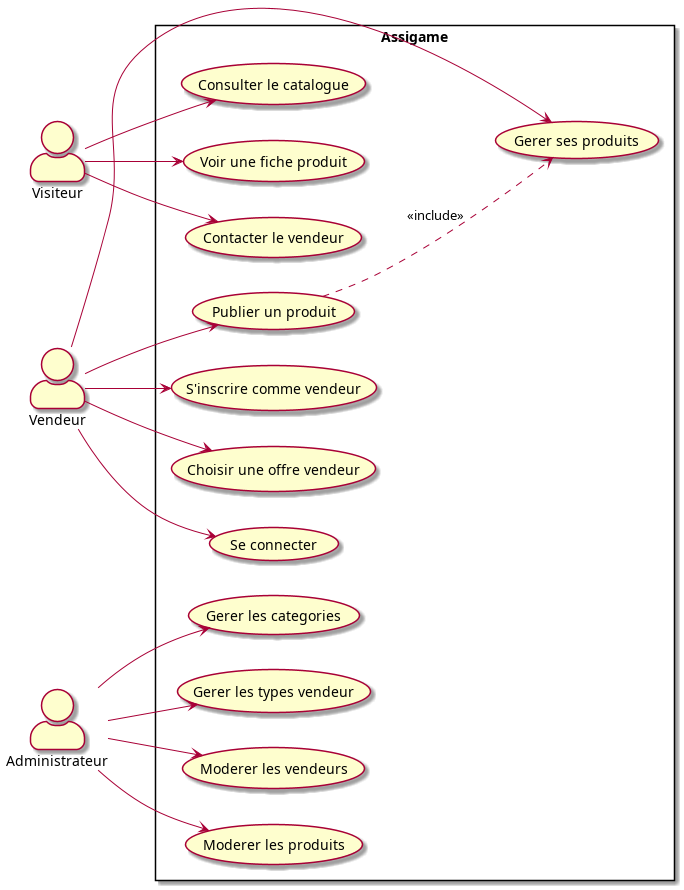 Assigame
Consulter le catalogue
Gerer ses produits
Voir une fiche produit
Visiteur
«include»
Contacter le vendeur
Publier un produit
S'inscrire comme vendeur
Vendeur
Choisir une offre vendeur
Se connecter
Gerer les categories
Gerer les types vendeur
Administrateur
Moderer les vendeurs
Moderer les produits